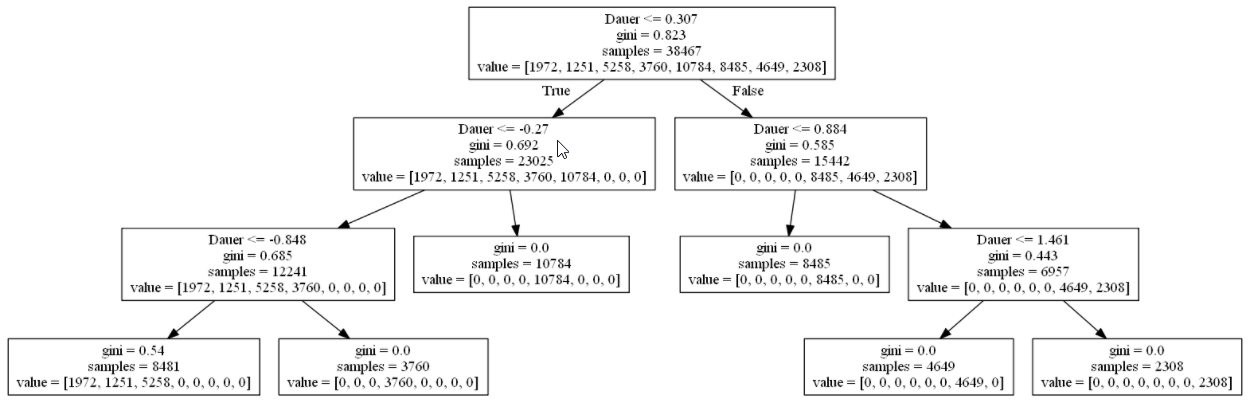 Dauer <= 0.307
gini = 0.823
samples = 38467
value = [1972, 1251, 5258, 3760, 10784, 8485, 4649, 2308]
True
False
Dauer <= -0.27
gini = 0.692
samples = 23025
value = [1972, 1251, 5258, 3760, 10784, 0, 0, 0]
Dauer <= 0.884
gini = 0.585
samples = 15442
value = [0, 0, 0, 0, 0, 8485, 4649, 2308]
Dauer <= -0.848
gini = 0.685
samples = 12241
value = [1972, 1251, 5258, 3760, 0, 0, 0, 0]
gini = 0.0
samples = 10784
value = [0, 0, 0, 0, 10784, 0, 0, 0]
gini = 0.0
samples = 8485
value = [0, 0, 0, 0, 0, 8485, 0, 0]
Dauer <= 1.461
gini = 0.443
samples = 6957
value = [0, 0, 0, 0, 0, 0, 4649, 2308]
gini = 0.54
samples = 8481
value = [1972, 1251, 5258, 0, 0, 0, 0, 0]
gini = 0.0
samples = 3760
value = [0, 0, 0, 3760, 0, 0, 0, 0]
gini = 0.0
samples = 4649
value = [0, 0, 0, 0, 0, 0, 4649, 0]
gini = 0.0
samples = 2308
value = [0, 0, 0, 0, 0, 0, 0, 2308]